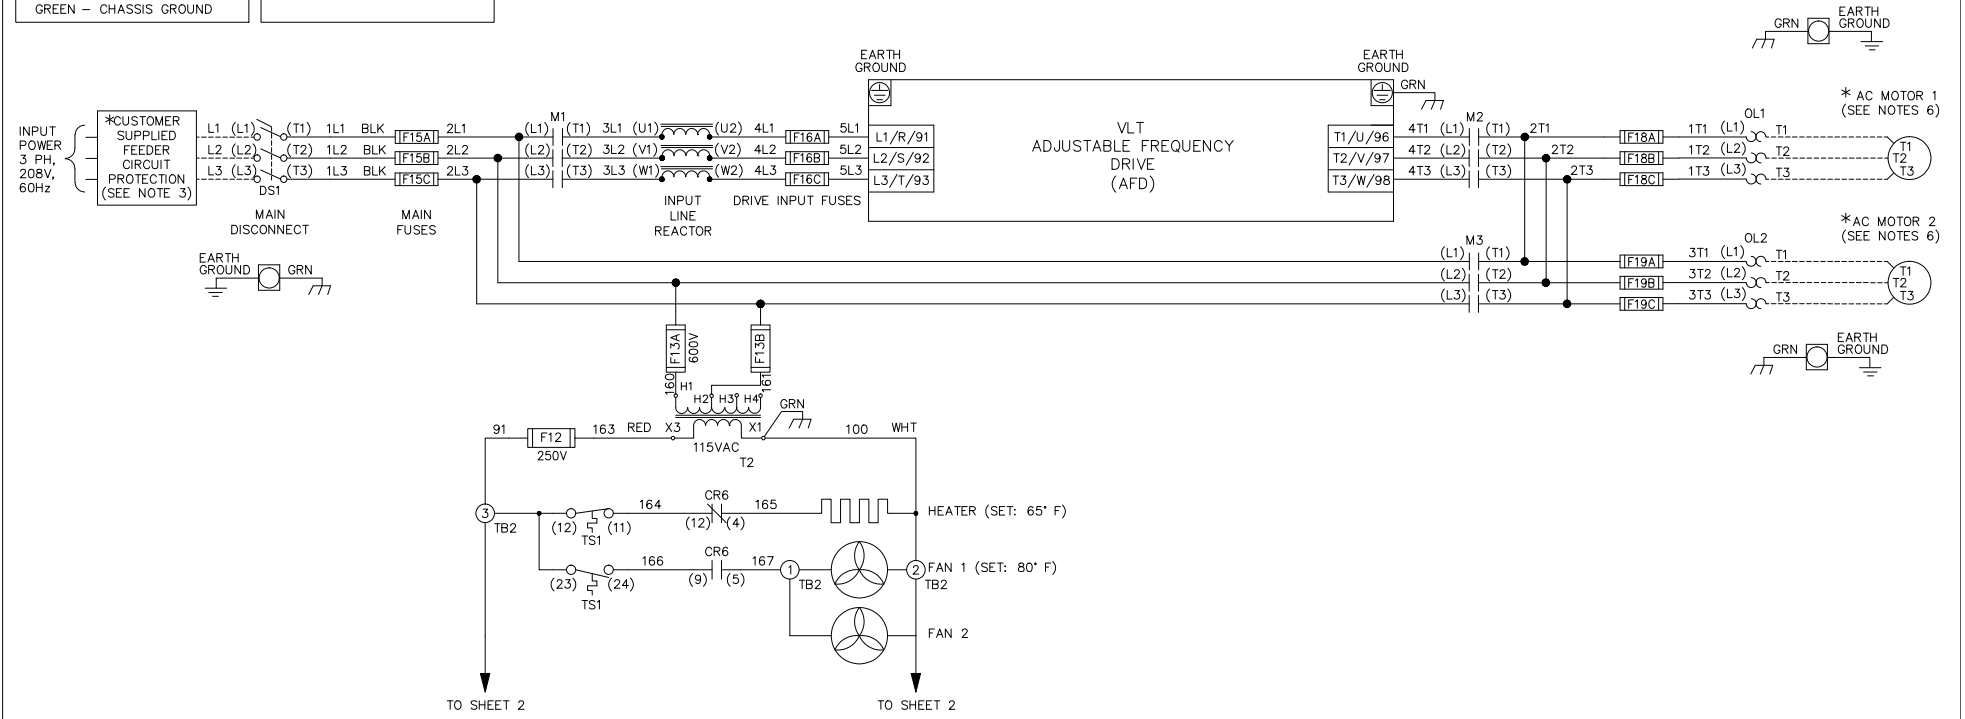 GREEN – CHASSIS GROUND
GRN
EARTH
GROUND
INPUT
POWER
3 PH,
208V,
60Hz
*CUSTOMER
SUPPLIED
FEEDER
CIRCUIT
PROTECTION
(SEE NOTE 3)
L1 (L1) (T1) 1L1 BLK F15A 2L1
L2 (L2) (T2) 1L2 BLK F15B 2L2
L3 (L3) (T3) 1L3 BLK F15C 2L3
DS1
MAIN
DISCONNECT
MAIN
FUSES
M1
(L1) (T1) 3L1 (U1) (U2) 4L1 F16A 5L1
(L2) (T2) 3L2 (V1) (V2) 4L2 F16B 5L2
(L3) (T3) 3L3 (W1) (W2) 4L3 F16C 5L3
INPUT
LINE
REACTOR
DRIVE INPUT FUSES
EARTH
GROUND
L1/R/91
L2/S/92
L3/T/93
VLT
ADJUSTABLE FREQUENCY
DRIVE
(AFD)
EARTH
GROUND
GRN
T1/U/96
T2/V/97
T3/W/98
M2
4T1 (L1) (T1) 2T1 F18A 1T1 (L1) T1
4T2 (L2) (T2) 2T2 F18B 1T2 (L2) T2
4T3 (L3) (T3) 2T3 F18C 1T3 (L3) T3
OL1
* AC MOTOR 1
(SEE NOTES 6)
T1
T2
T3
M3
(L1) (T1) F19A 3T1 (L1) T1
(L2) (T2) F19B 3T2 (L2) T2
(L3) (T3) F19C 3T3 (L3) T3
OL2
*AC MOTOR 2
(SEE NOTES 6)
T1
T2
T3
EARTH
GROUND
GRN
GRN
EARTH
GROUND
F13A
600V
F13B
160
161
H1
H2 H3 H4
GRN
91 F12 163 RED X3 X1 100 WHT
250V
115VAC
T2
3
TB2
(12) (11) 164 CR6 (12) (4) 165
TS1
HEATER (SET: 65° F)
(23) (24) 166 CR6 (9) (5) 167
TS1
1
TB2
2
TB2
FAN 1 (SET: 80° F)
FAN 2
TO SHEET 2
TO SHEET 2